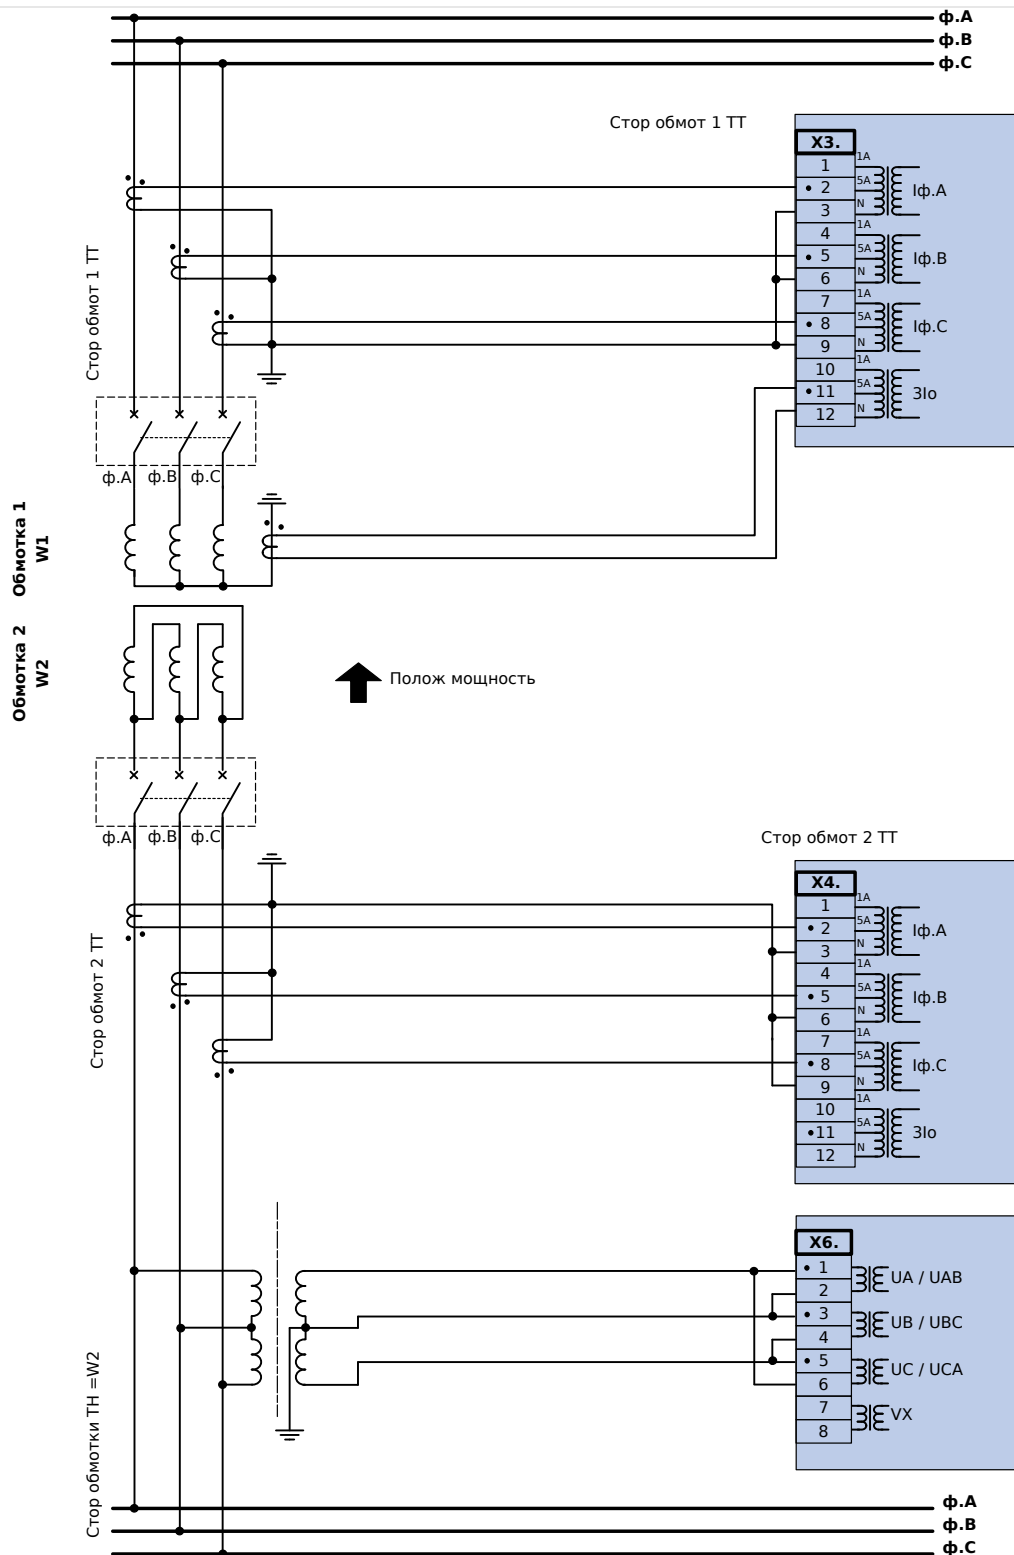 ф.A
ф.B
ф.C
Стор обмот 1 ТТ
X3.
1
2
3
4
5
6
7
8
9
10
11
12
1A
5A
N
1A
5A
N
1A
5A
N
1A
5A
N
Iф.A
Iф.B
Iф.C
3Io
Стор обмот 1 ТТ
ф.A
ф.B
ф.C
Обмотка 1
W1
Обмотка 2
W2
Полож мощность
ф.A
ф.B
ф.C
Стор обмот 2 ТТ
X4.
1
2
3
4
5
6
7
8
9
10
11
12
1A
5A
N
1A
5A
N
1A
5A
N
1A
5A
N
Iф.A
Iф.B
Iф.C
3Io
Стор обмот 2 ТТ
X6.
1
2
3
4
5
6
7
8
UA / UAB
UB / UBC
UC / UCA
VX
Стор обмотки ТН =W2
ф.A
ф.B
ф.C